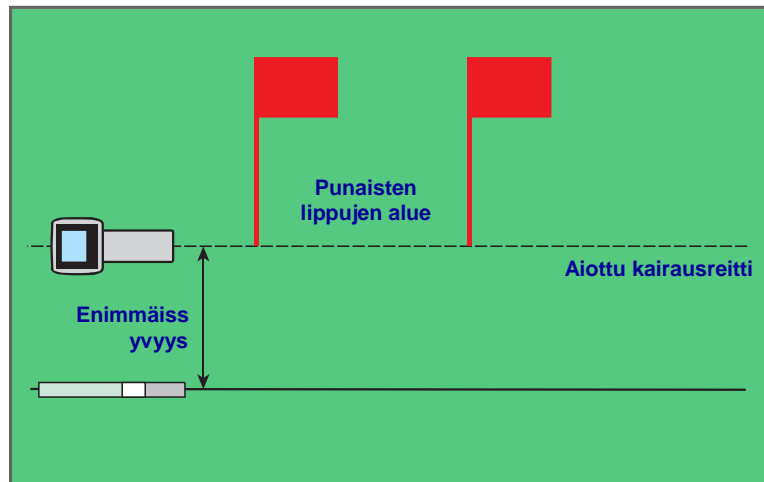 Punaisten
lippujen alue
Aiottu kairausreitti
Enimmäiss
yvyys